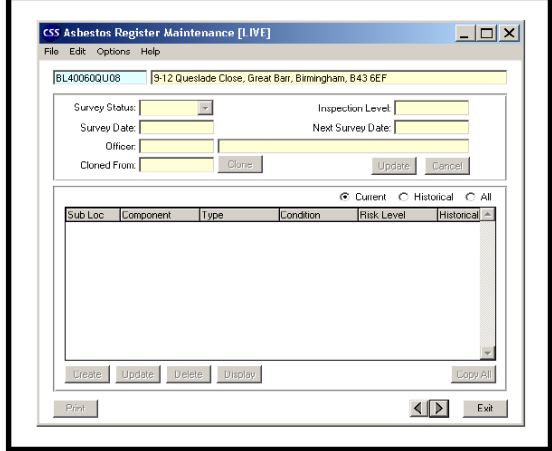 CSS Asbestos Register Maintenance [LIVE]
File Edit Options Help
BL40060QU08 9-12 Queslade Close, Great Barr, Birmingham, B43 6EF
Survey Status: Inspection Level:
Survey Date: Next Survey Date:
Officer:
Cloned From: Clone Update Cancel
Current Historical All
Sub Loc Component Type Condition Risk Level Historical
Create Update Delete Display Copy All
Print Exit